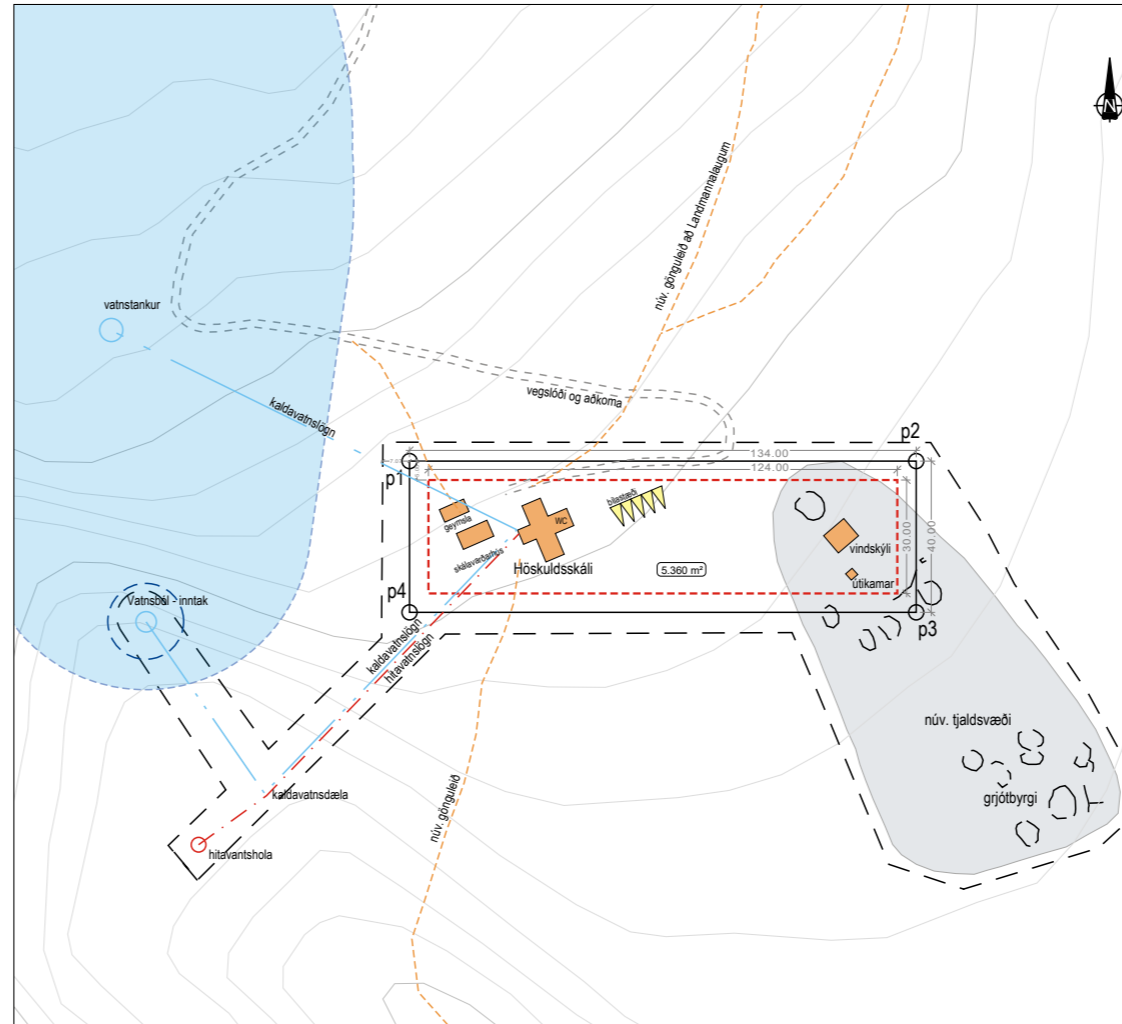 N
núv. gönguleið að Landmannalaugum
vatnstankur
kaldavatnslögn
vegslóði og aðkoma
p2
134.00
p1
124.00
bílastæði
geymsla
WC
skálavarðarhús
Höskuldsskáli
5.360 m²
vindskýli
útikamar
30.00
40.00
p4
p3
Vatnsból - inntak
kaldavatnslögn
hitavatnslögn
núv. tjaldsvæði
grjótbyrgi
kaldavatnsdæla
núv. gönguleið
hitavantshola